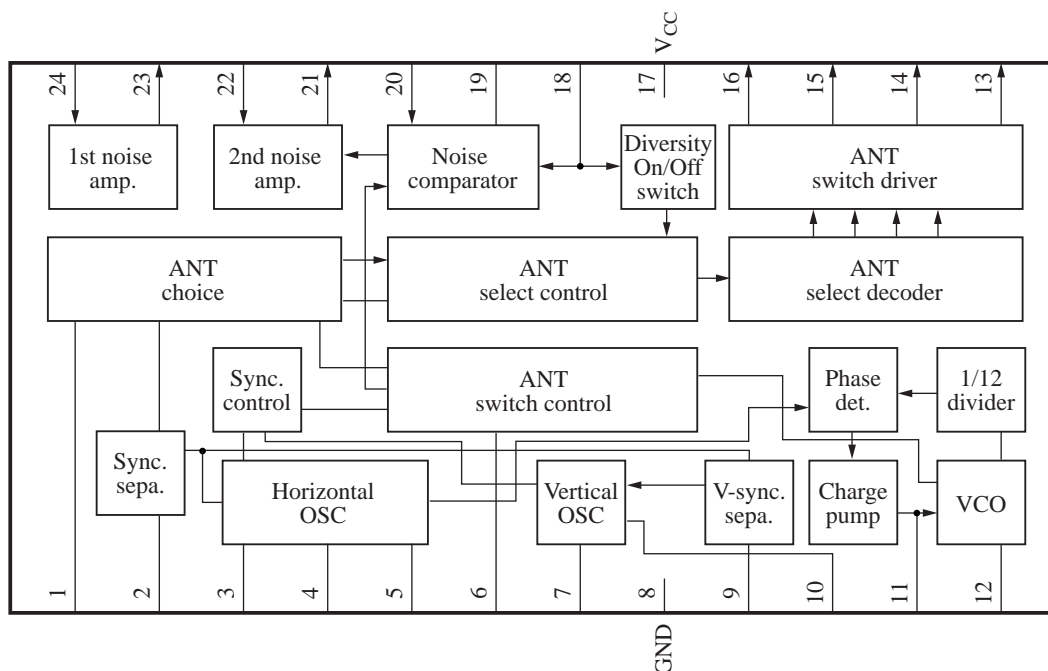 VCC
24
23
22
21
20
19
18
17
16
15
14
13
1st noise
amp.
2nd noise
amp.
Noise
comparator
Diversity
On/Off
switch
ANT
switch driver
ANT
choice
ANT
select control
ANT
select decoder
Sync.
control
ANT
switch control
Phase
det.
1/12
divider
Sync.
sepa.
Horizontal
OSC
Vertical
OSC
V-sync.
sepa.
Charge
pump
VCO
1
2
3
4
5
6
7
8
9
10
11
12
GND